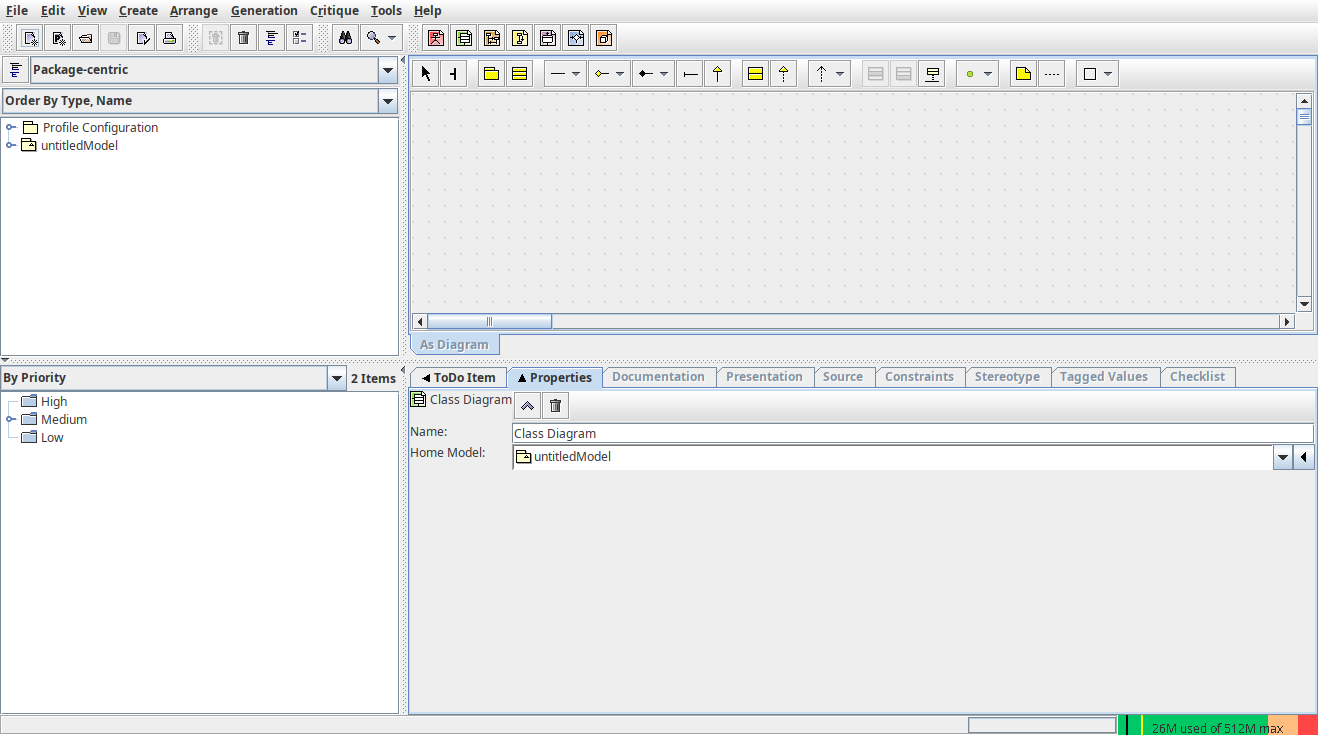 File Edit View Create Arrange Generation Critique Tools Help
Package-centric
Order By Type, Name
Profile Configuration
untitledModel
As Diagram
By Priority 2 Items
High
Medium
Low
ToDo Item Properties Documentation Presentation Source Constraints Stereotype Tagged Values Checklist
Class Diagram
Name: Class Diagram
Home Model: untitledModel
26M used of 512M max